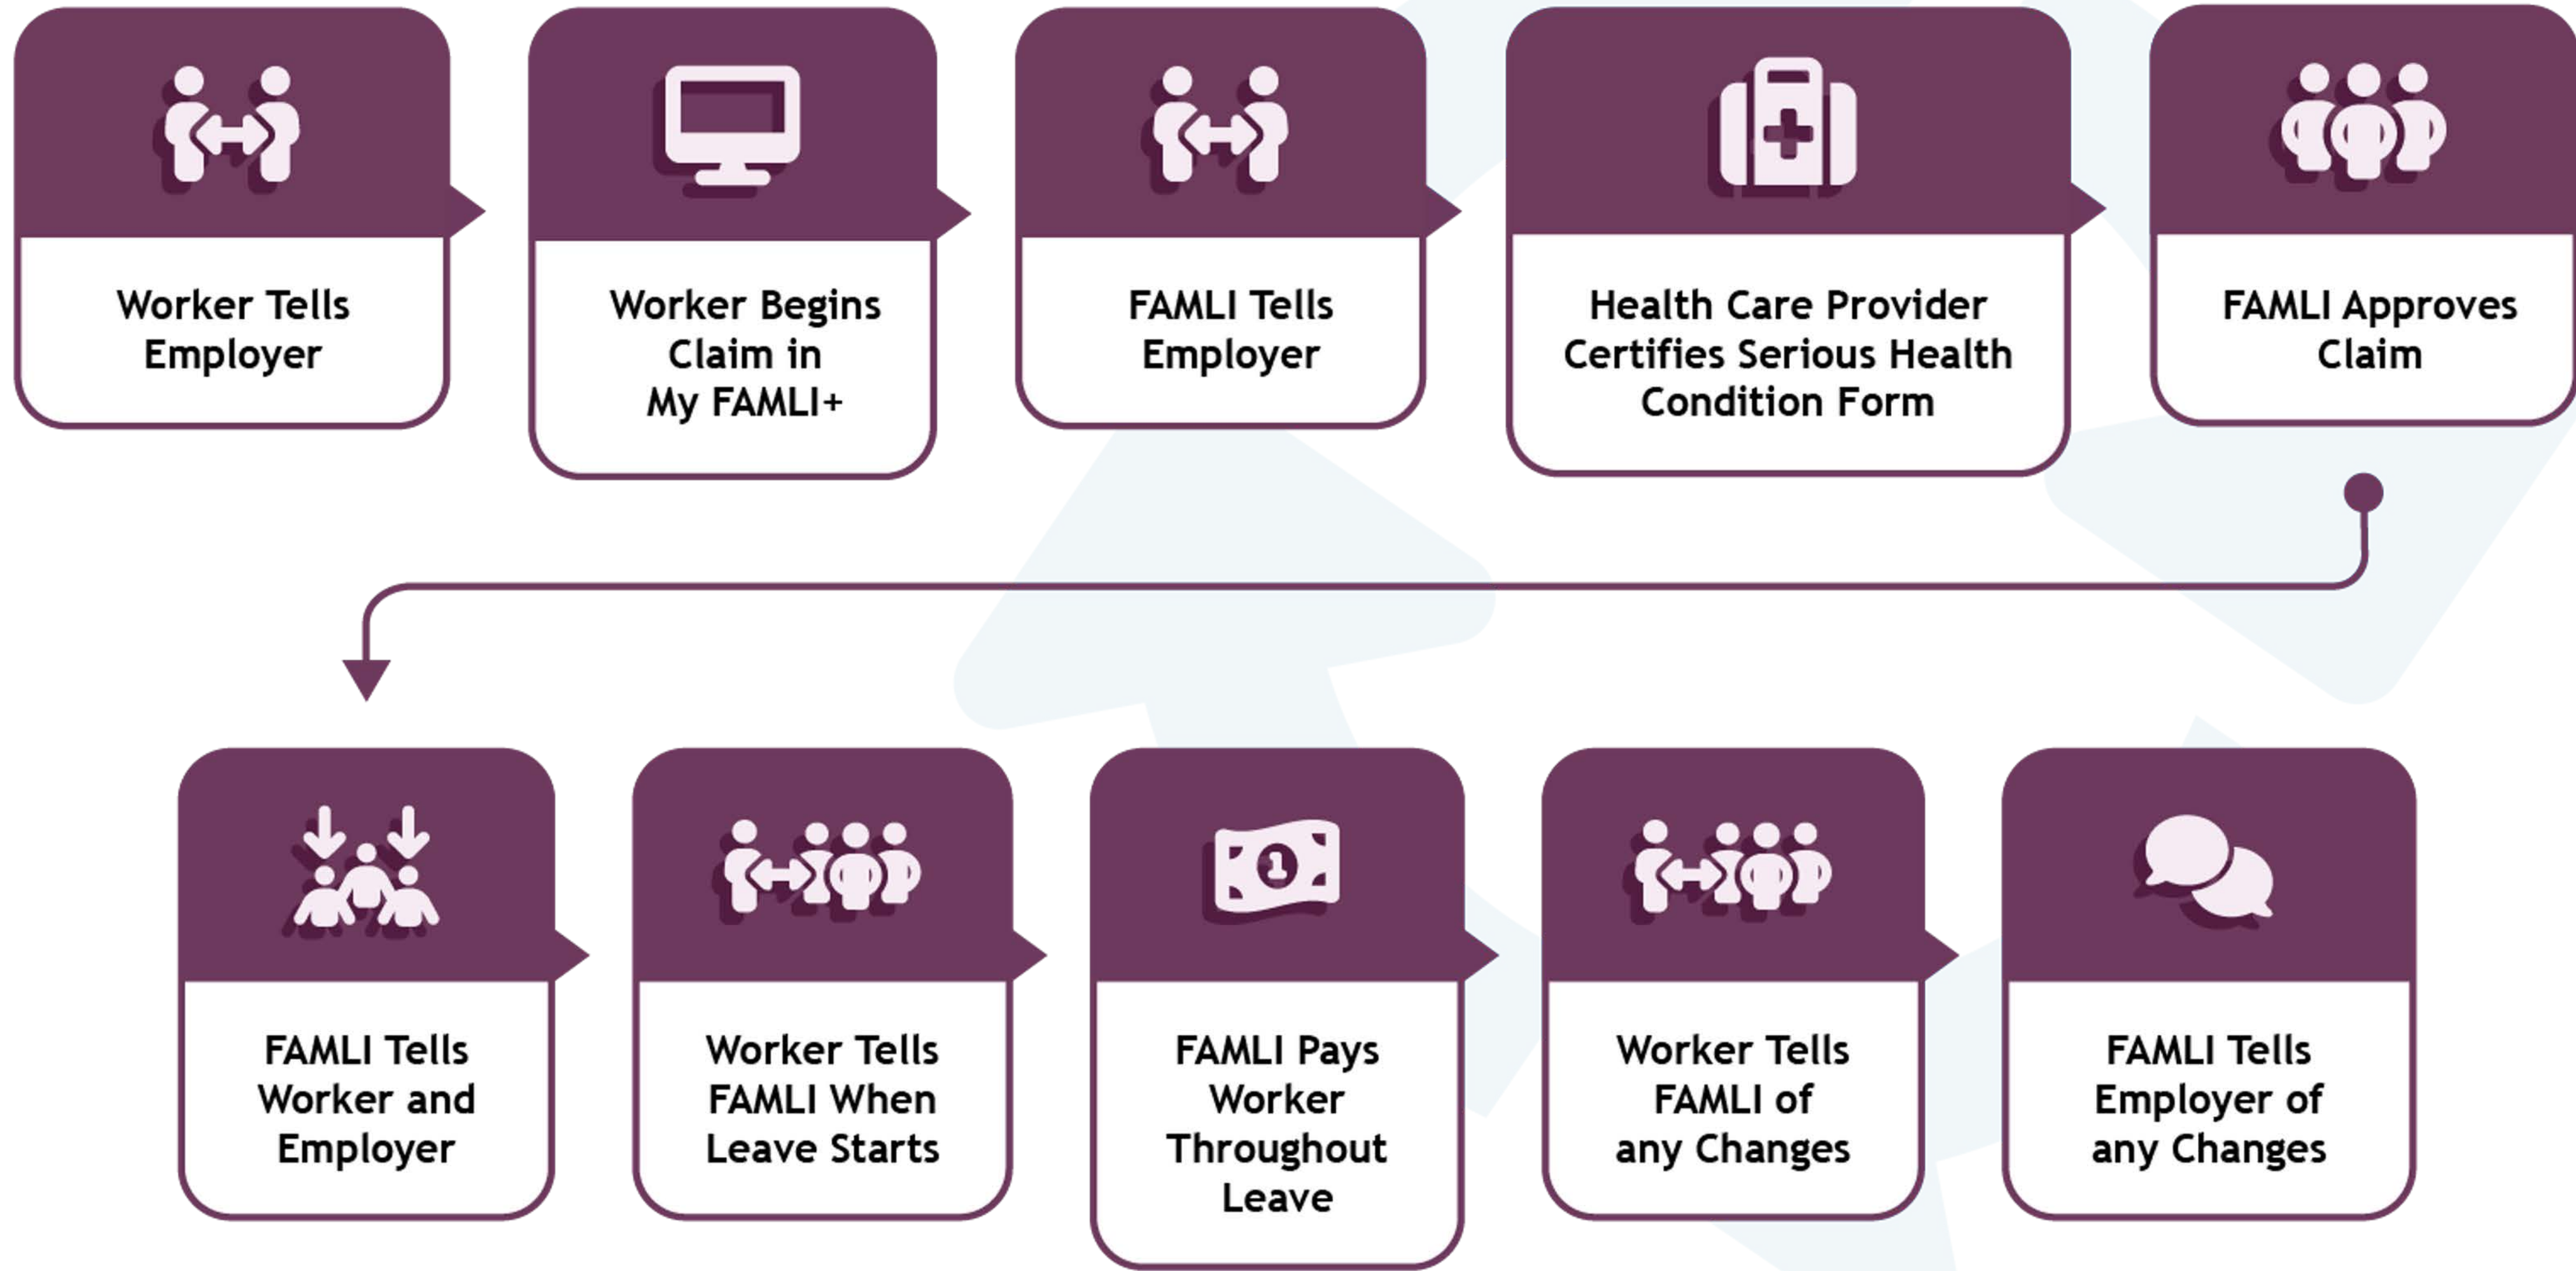 Worker Tells
Employer
Worker Begins
Claim in
My FAMLI+
FAMLI Tells
Employer
Health Care Provider
Certifies Serious Health
Condition Form
FAMLI Approves
Claim
FAMLI Tells
Worker and
Employer
Worker Tells
FAMLI When
Leave Starts
1
FAMLI Pays
Worker
Throughout
Leave
Worker Tells
FAMLI of
any Changes
FAMLI Tells
Employer of
any Changes